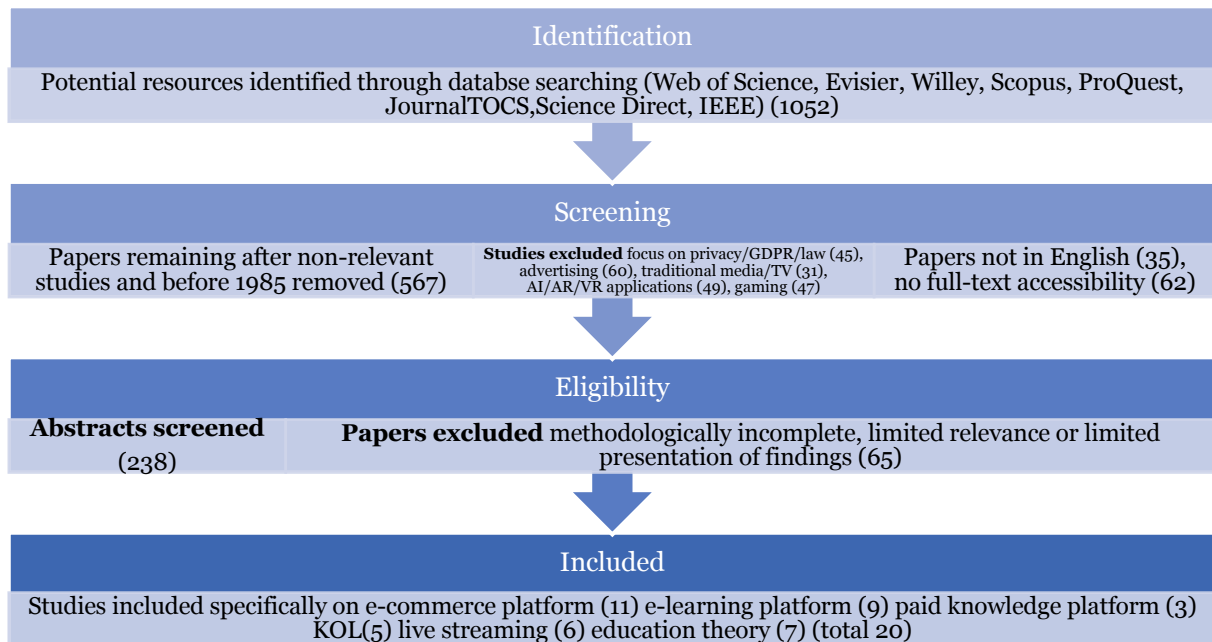 Identification
Potential resources identified through databse searching (Web of Science, Evisier, Willey, Scopus, ProQuest,
JournalTOCS,Science Direct, IEEE) (1052)
Screening
Papers remaining after non-relevant
studies and before 1985 removed (567)
Studies excluded focus on privacy/GDPR/law (45),
advertising (60), traditional media/TV (31),
AI/AR/VR applications (49), gaming (47)
Papers not in English (35),
no full-text accessibility (62)
Eligibility
Abstracts screened
(238)
Papers excluded methodologically incomplete, limited relevance or limited
presentation of findings (65)
Included
Studies included specifically on e-commerce platform (11) e-learning platform (9) paid knowledge platform (3)
KOL(5) live streaming (6) education theory (7) (total 20)